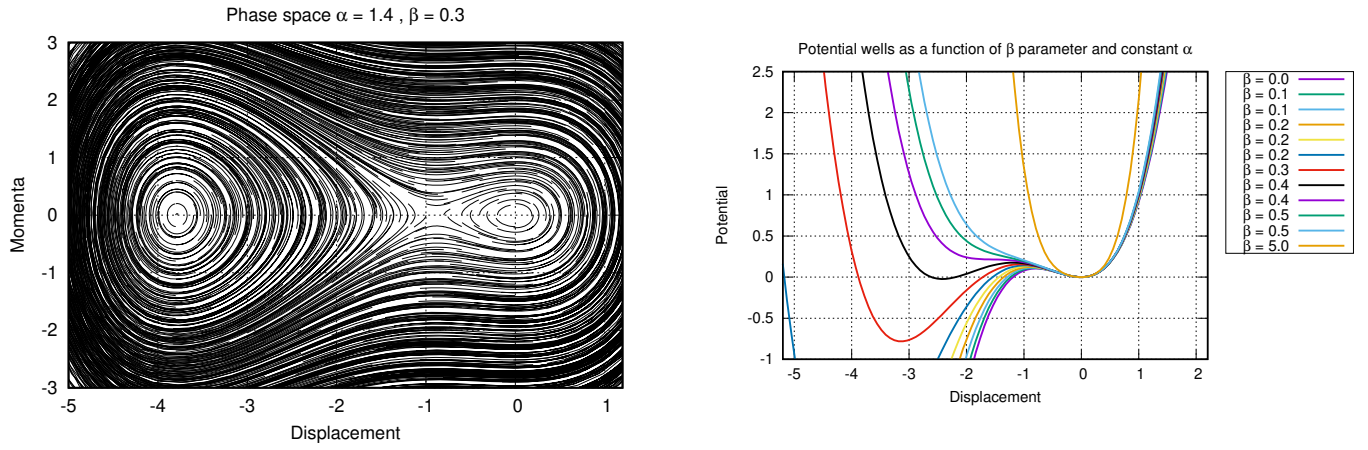 Phase space α = 1.4 , β = 0.3
3
2
1
0
-1
-2
-3
Momenta
-5 -4 -3 -2 -1 0 1
Displacement
Potential wells as a function of β parameter and constant α
2.5
2
1.5
1
0.5
0
-0.5
-1
Potential
-5 -4 -3 -2 -1 0 1 2
Displacement
β = 0.0
β = 0.1
β = 0.1
β = 0.2
β = 0.2
β = 0.2
β = 0.3
β = 0.4
β = 0.4
β = 0.5
β = 0.5
β = 5.0